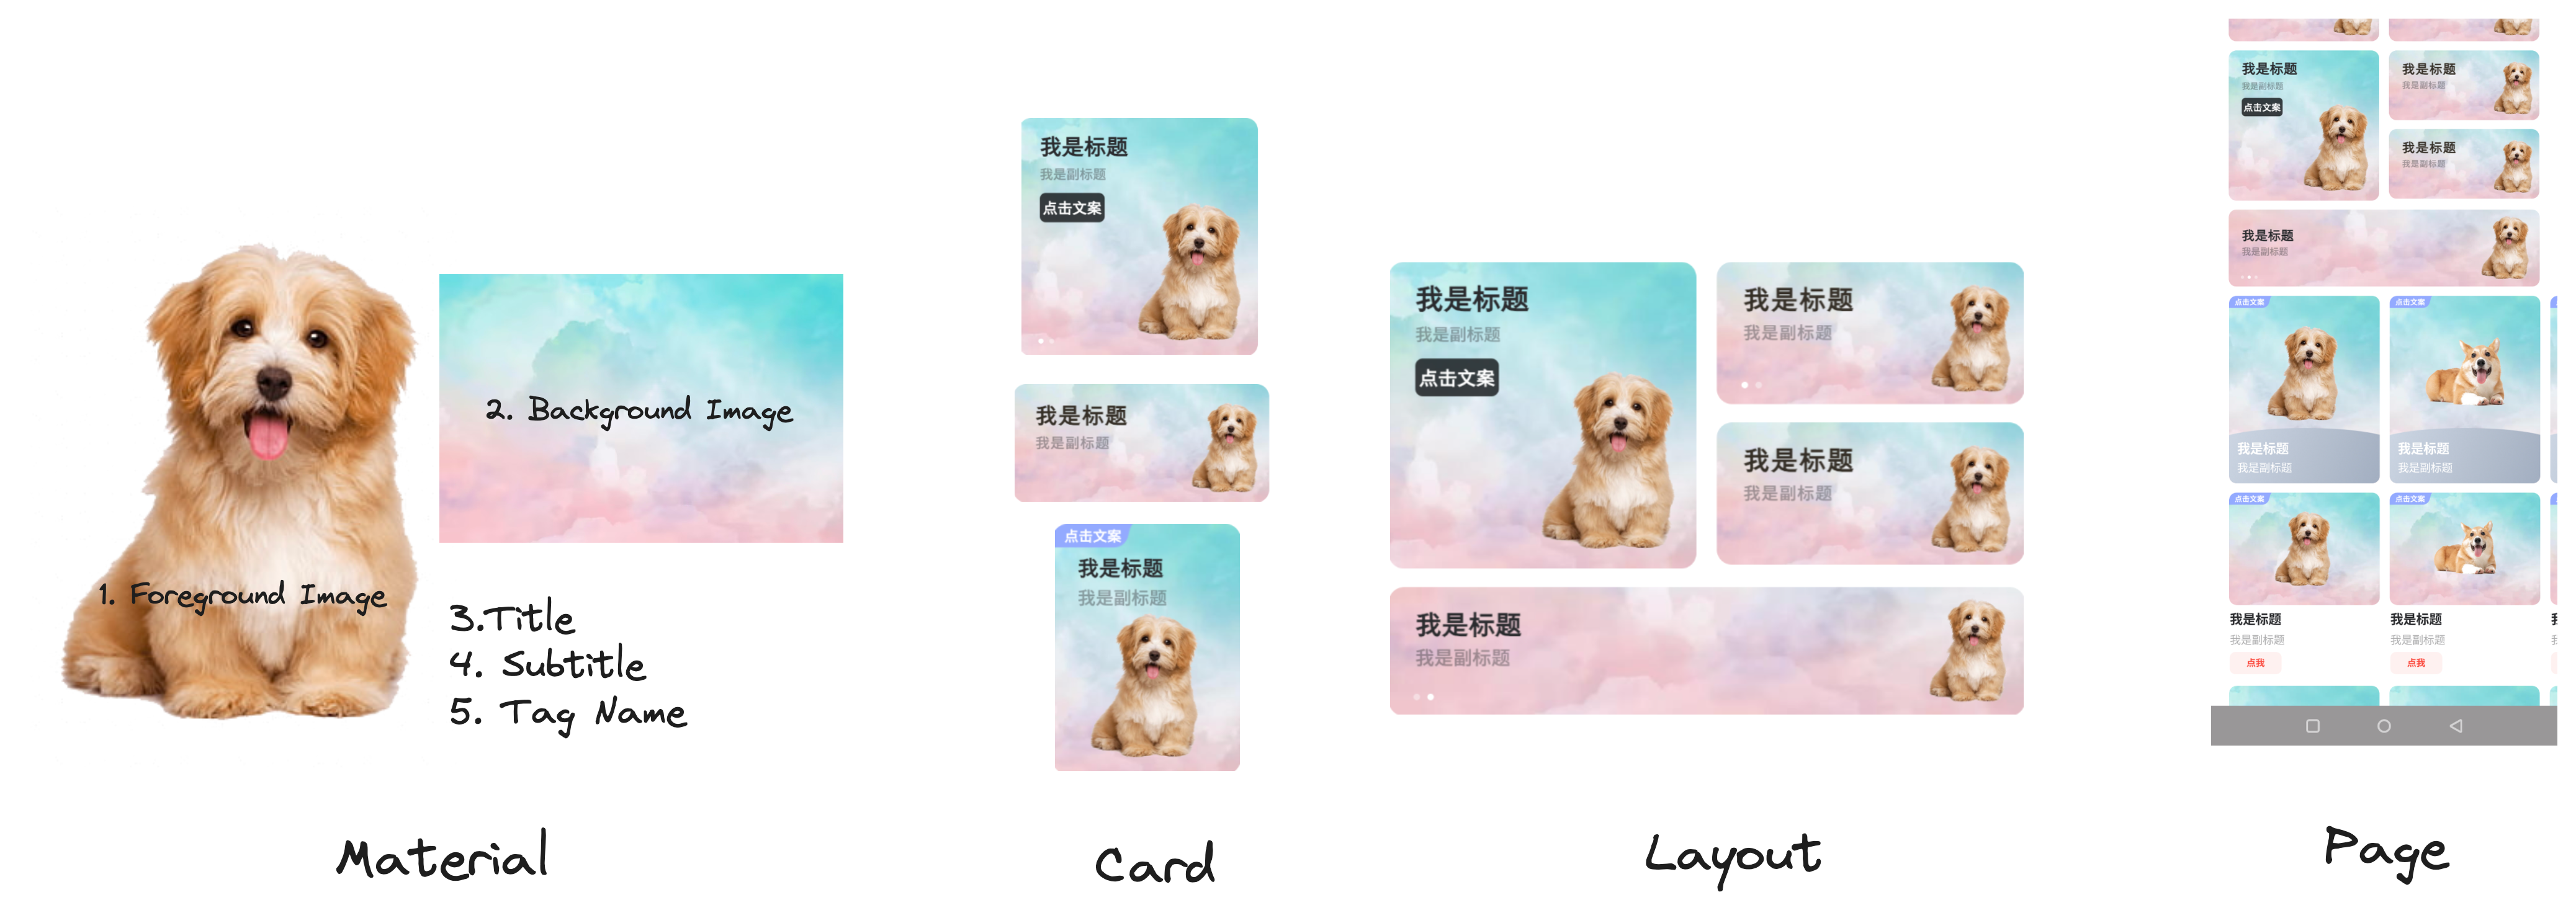 1. Foreground Image
2. Background Image
3.Title
4. Subtitle
5. Tag Name
Material
我是标题
我是副标题
点击文案
我是标题
我是副标题
点击文案
我是标题
我是副标题
Card
我是标题
我是副标题
点击文案
我是标题
我是副标题
我是标题
我是副标题
我是标题
我是副标题
Layout
我是标题
我是副标题
点击文案
我是标题
我是副标题
我是标题
我是副标题
我是标题
我是副标题
点击文案
我是标题
我是副标题
点击文案
我是标题
我是副标题
点击文案
我是标题
我是副标题
点我
点击文案
我是标题
我是副标题
点我
Page